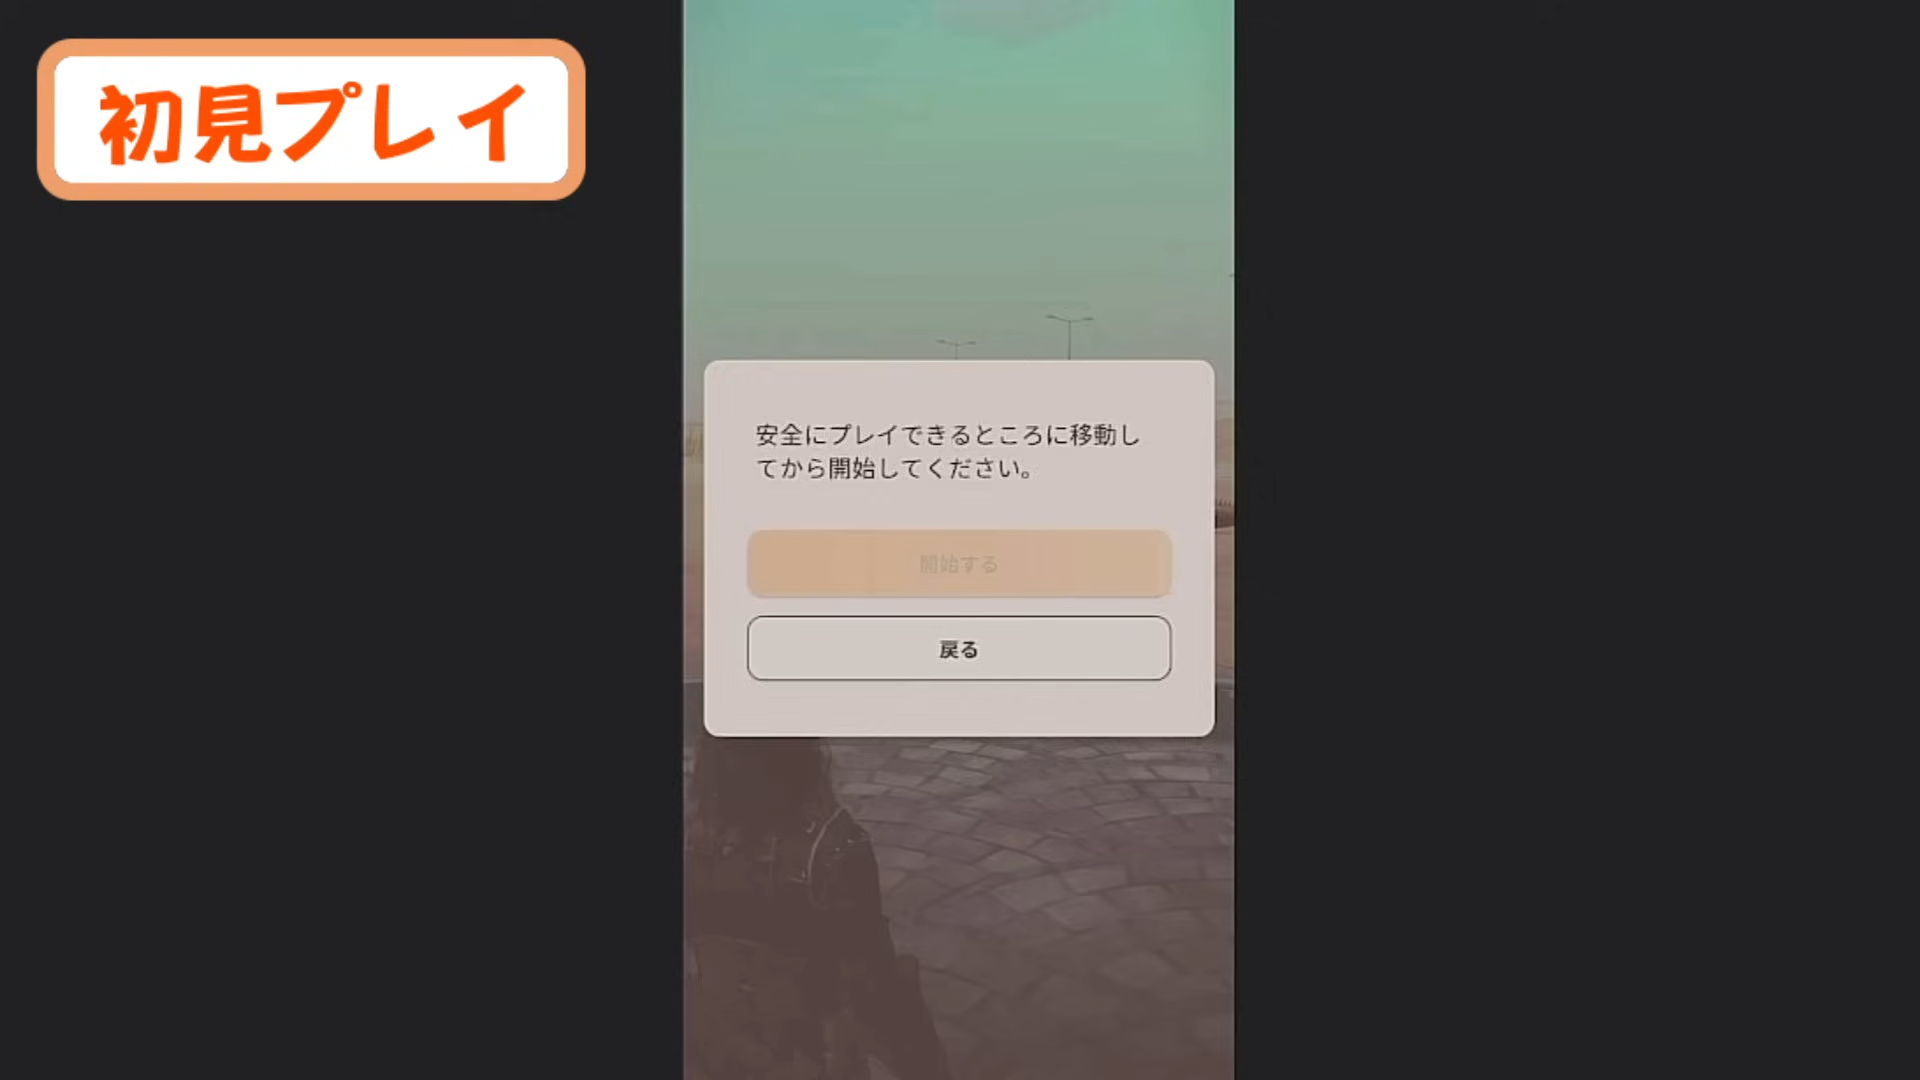 初見プレイ
安全にプレイできるところに移動し
てから開始してください。
開始する
戻る